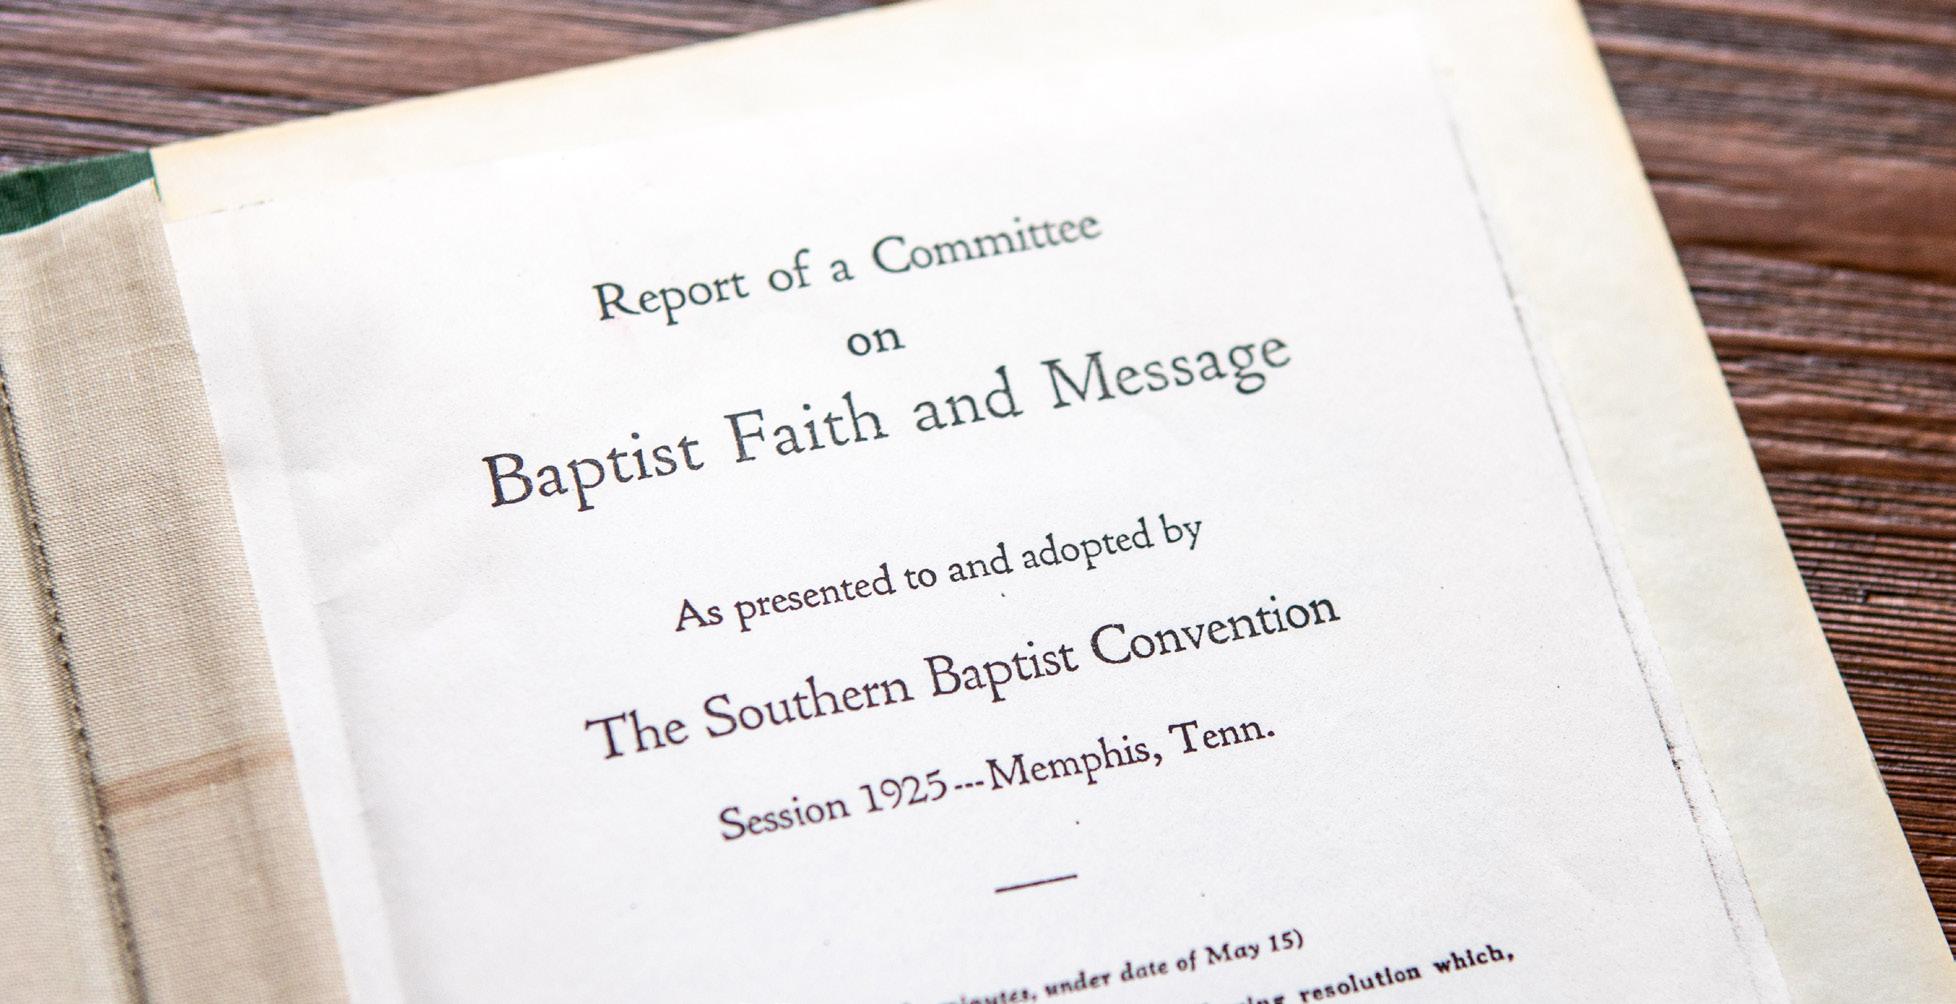 Report of a Committee
on
Baptist Faith and Message
As presented to and adopted by
The Southern Baptist Convention
Session 1925---Memphis, Tenn.
minutes, under date of May 15)
resolution which,